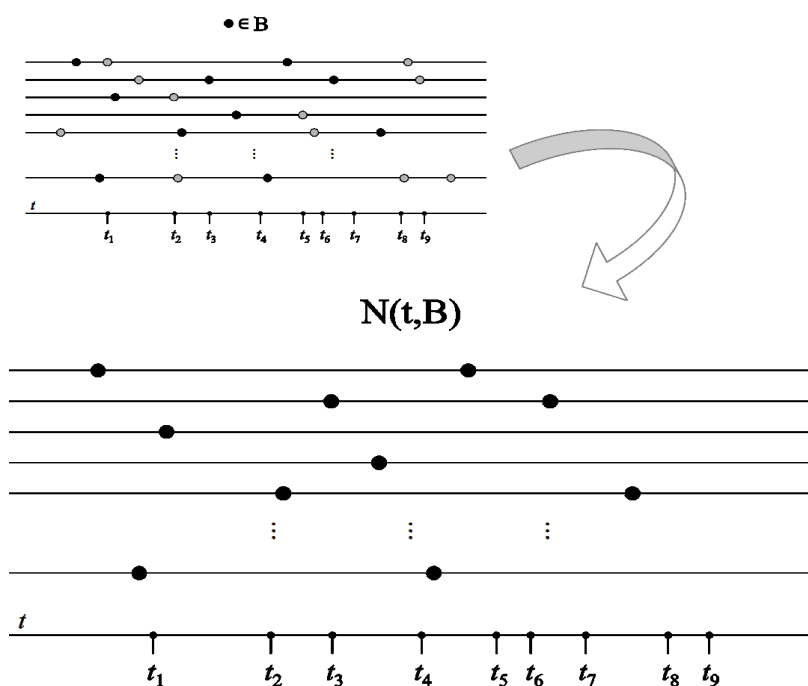 ● ∈ B
⋮ ⋮ ⋮
t
t₁ t₂ t₃ t₄ t₅ t₆ t₇ t₈ t₉
N(t,B)
⋮ ⋮ ⋮
t
t₁ t₂ t₃ t₄ t₅ t₆ t₇ t₈ t₉